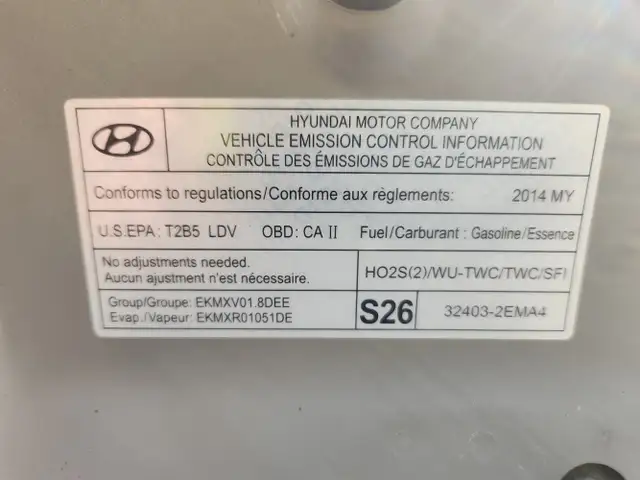 HYUNDAI MOTOR COMPANY
VEHICLE EMISSION CONTROL INFORMATION
CONTRÔLE DES ÉMISSIONS DE GAZ D'ÉCHAPPEMENT
Conforms to regulations/Conforme aux règlements: 2014 MY
U.S.EPA: T2B5 LDV OBD: CA II Fuel/Carburant: Gasoline/Essence
No adjustments needed.
Aucun ajustment n'est nécessaire.
HO2S(2)/WU-TWC/TWC/SFI
Group/Groupe: EKMXV01.8DEE
Evap./Vapeur: EKMXR01051DE
S26
32403-2EMA4